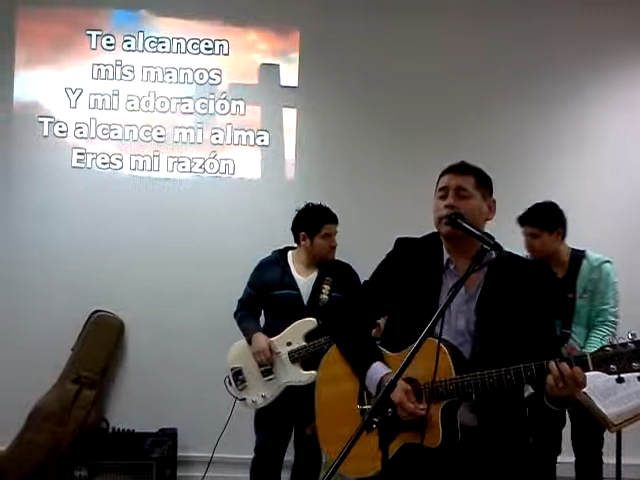 Te alcancen
mis manos
Y mi adoración
Te alcance mi alma
Eres mi razón